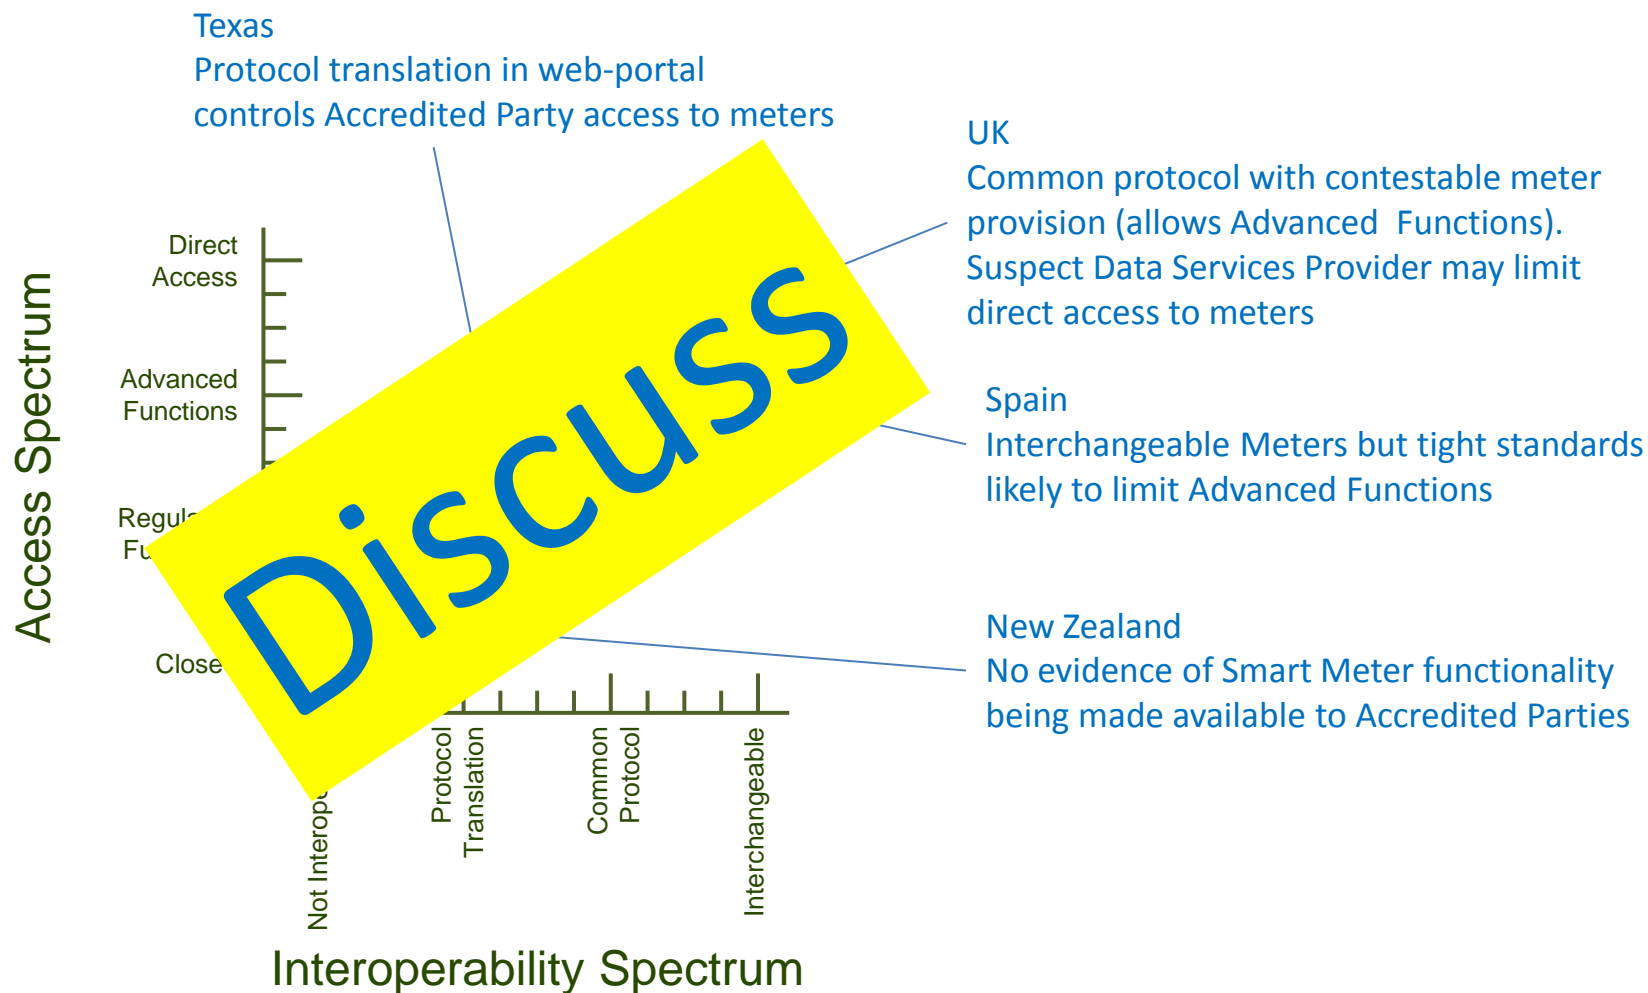 Texas
Protocol translation in web-portal
controls Accredited Party access to meters
UK
Common protocol with contestable meter
provision (allows Advanced Functions).
Suspect Data Services Provider may limit
direct access to meters
Spain
Interchangeable Meters but tight standards
likely to limit Advanced Functions
New Zealand
No evidence of Smart Meter functionality
being made available to Accredited Parties
Discuss
Access Spectrum
Direct
Access
Advanced
Functions
Not
Protocol
Translation
Common
Protocol
Interchangeable
Interoperability Spectrum